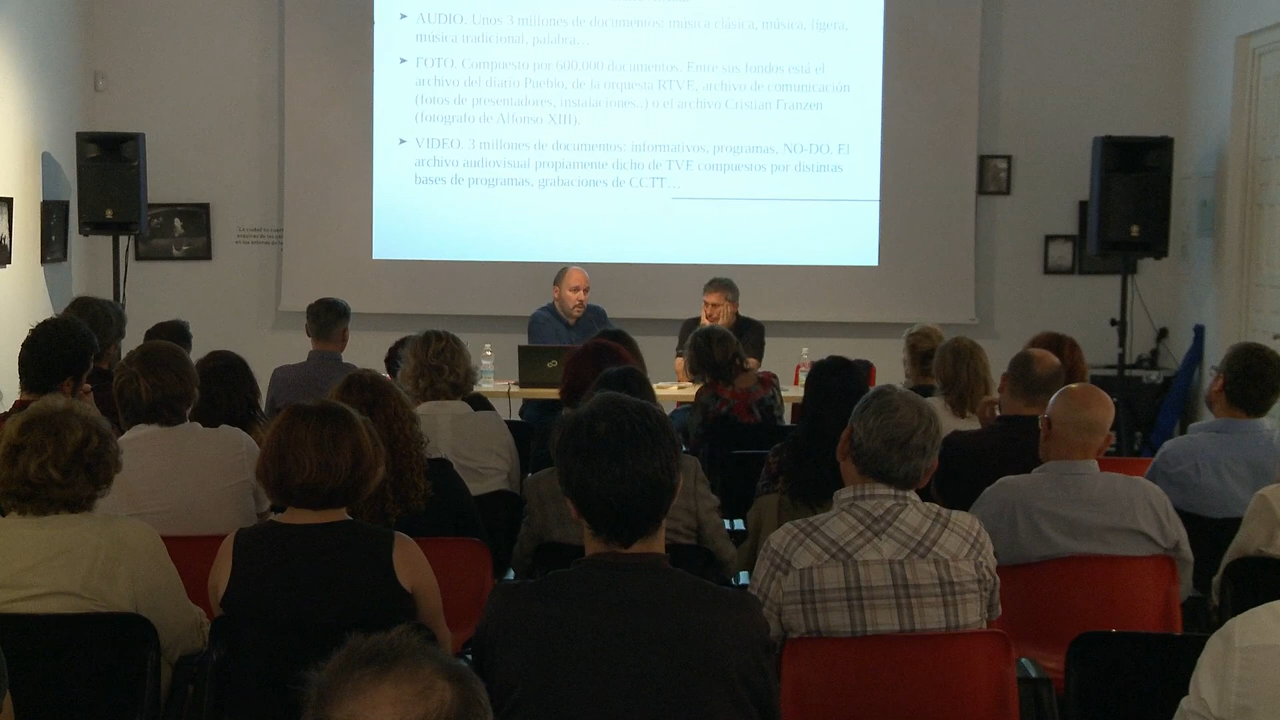 ➤ AUDIO. Unos 3 millones de documentos: música clásica, música, ligera,
música tradicional, palabra…
➤ FOTO. Compuesto por 600.000 documentos. Entre sus fondos está el
archivo del diario Pueblo, de la orquesta RTVE, archivo de comunicación
(fotos de presentadores, instalaciones..) o el archivo Cristian Franzen
(fotógrafo de Alfonso XIII).
➤ VIDEO. 3 millones de documentos: informativos, programas, NO-DO. El
archivo audiovisual propiamente dicho de TVE compuestos por distintas
bases de programas, grabaciones de CCTT…